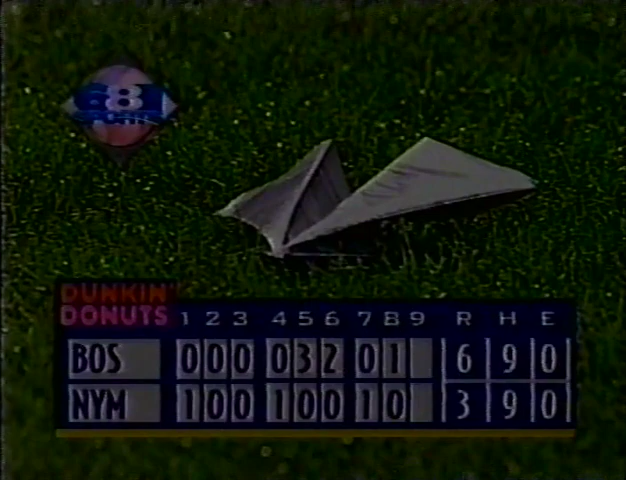 8
DUNKIN'
DONUTS 1 2 3 4 5 6 7 8 9 R H E
BOS 0 0 0 0 3 2 0 1 6 9 0
NYM 1 0 0 1 0 0 1 0 3 9 0